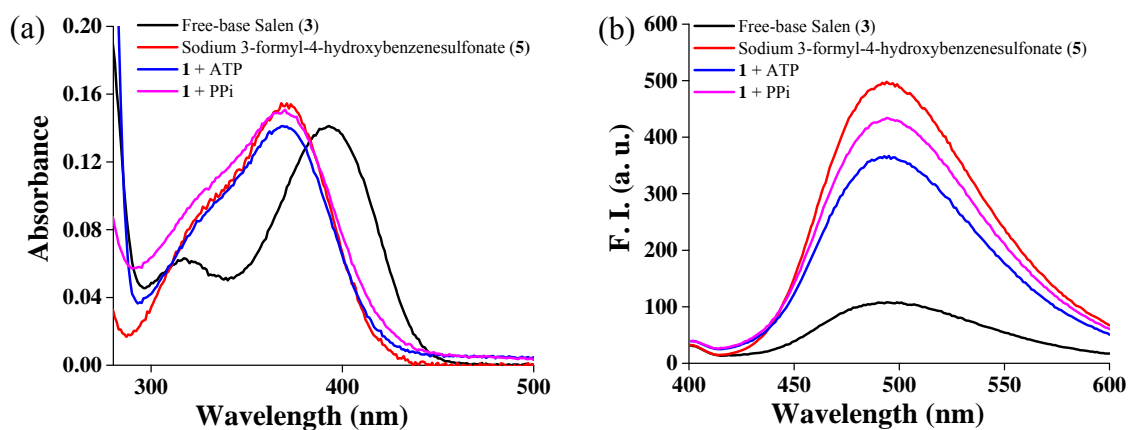 (a)
Free-base Salen (3)
Sodium 3-formyl-4-hydroxybenzenesulfonate (5)
1 + ATP
1 + PPi
0.20
0.16
0.12
0.08
0.04
0.00
Absorbance
300
400
500
Wavelength (nm)
(b)
Free-base Salen (3)
Sodium 3-formyl-4-hydroxybenzenesulfonate (5)
1 + ATP
1 + PPi
600
500
400
300
200
100
0
F. I. (a. u.)
400
450
500
550
600
Wavelength (nm)